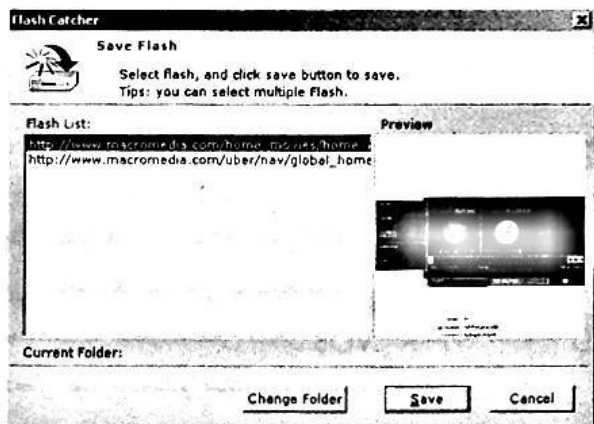 Flash Catcher
Save Flash
Select flash, and click save button to save.
Tips: you can select multiple Flash.
Flash List:
Preview
http://www.macromedia.com/home_movies/home_
http://www.macromedia.com/uber/nav/global_home
Current Folder:
Change Folder
Save
Cancel